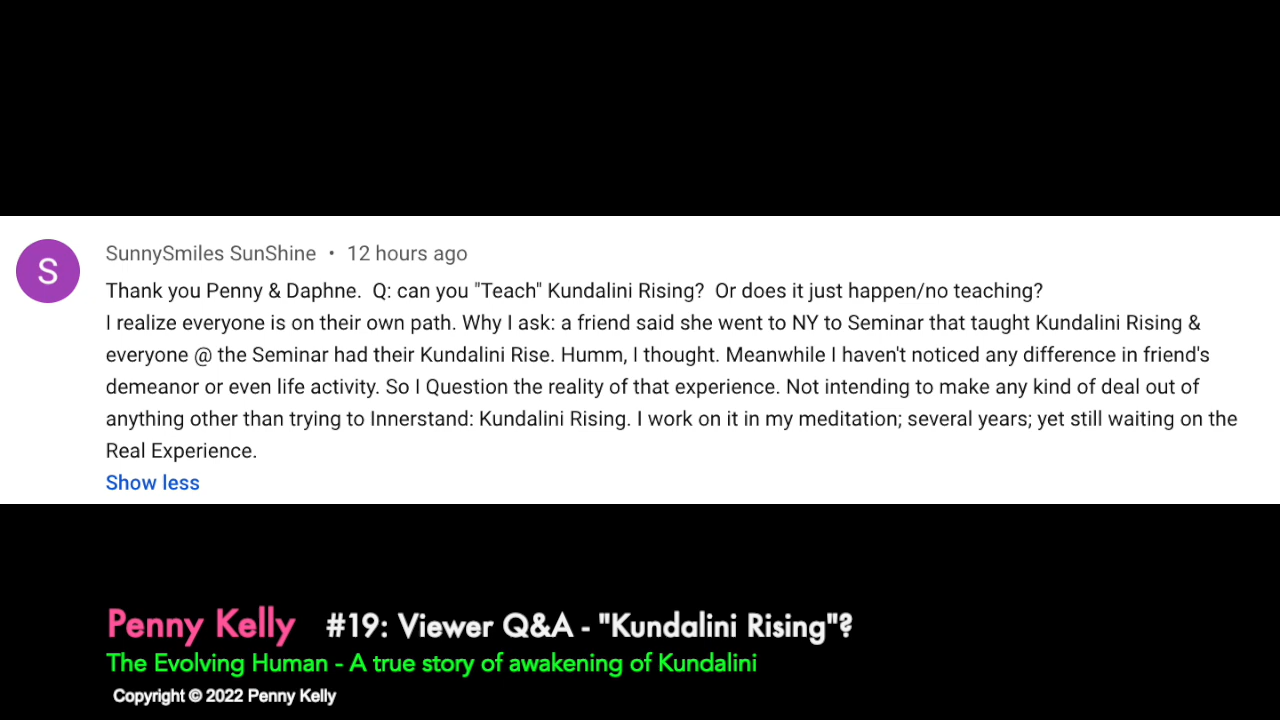 S
SunnySmiles SunShine • 12 hours ago
Thank you Penny & Daphne.  Q: can you "Teach" Kundalini Rising?  Or does it just happen/no teaching?
I realize everyone is on their own path. Why I ask: a friend said she went to NY to Seminar that taught Kundalini Rising &
everyone @ the Seminar had their Kundalini Rise. Humm, I thought. Meanwhile I haven't noticed any difference in friend's
demeanor or even life activity. So I Question the reality of that experience. Not intending to make any kind of deal out of
anything other than trying to Innerstand: Kundalini Rising. I work on it in my meditation; several years; yet still waiting on the
Real Experience.
Show less
Penny Kelly #19: Viewer Q&A - "Kundalini Rising"?
The Evolving Human - A true story of awakening of Kundalini
Copyright © 2022 Penny Kelly